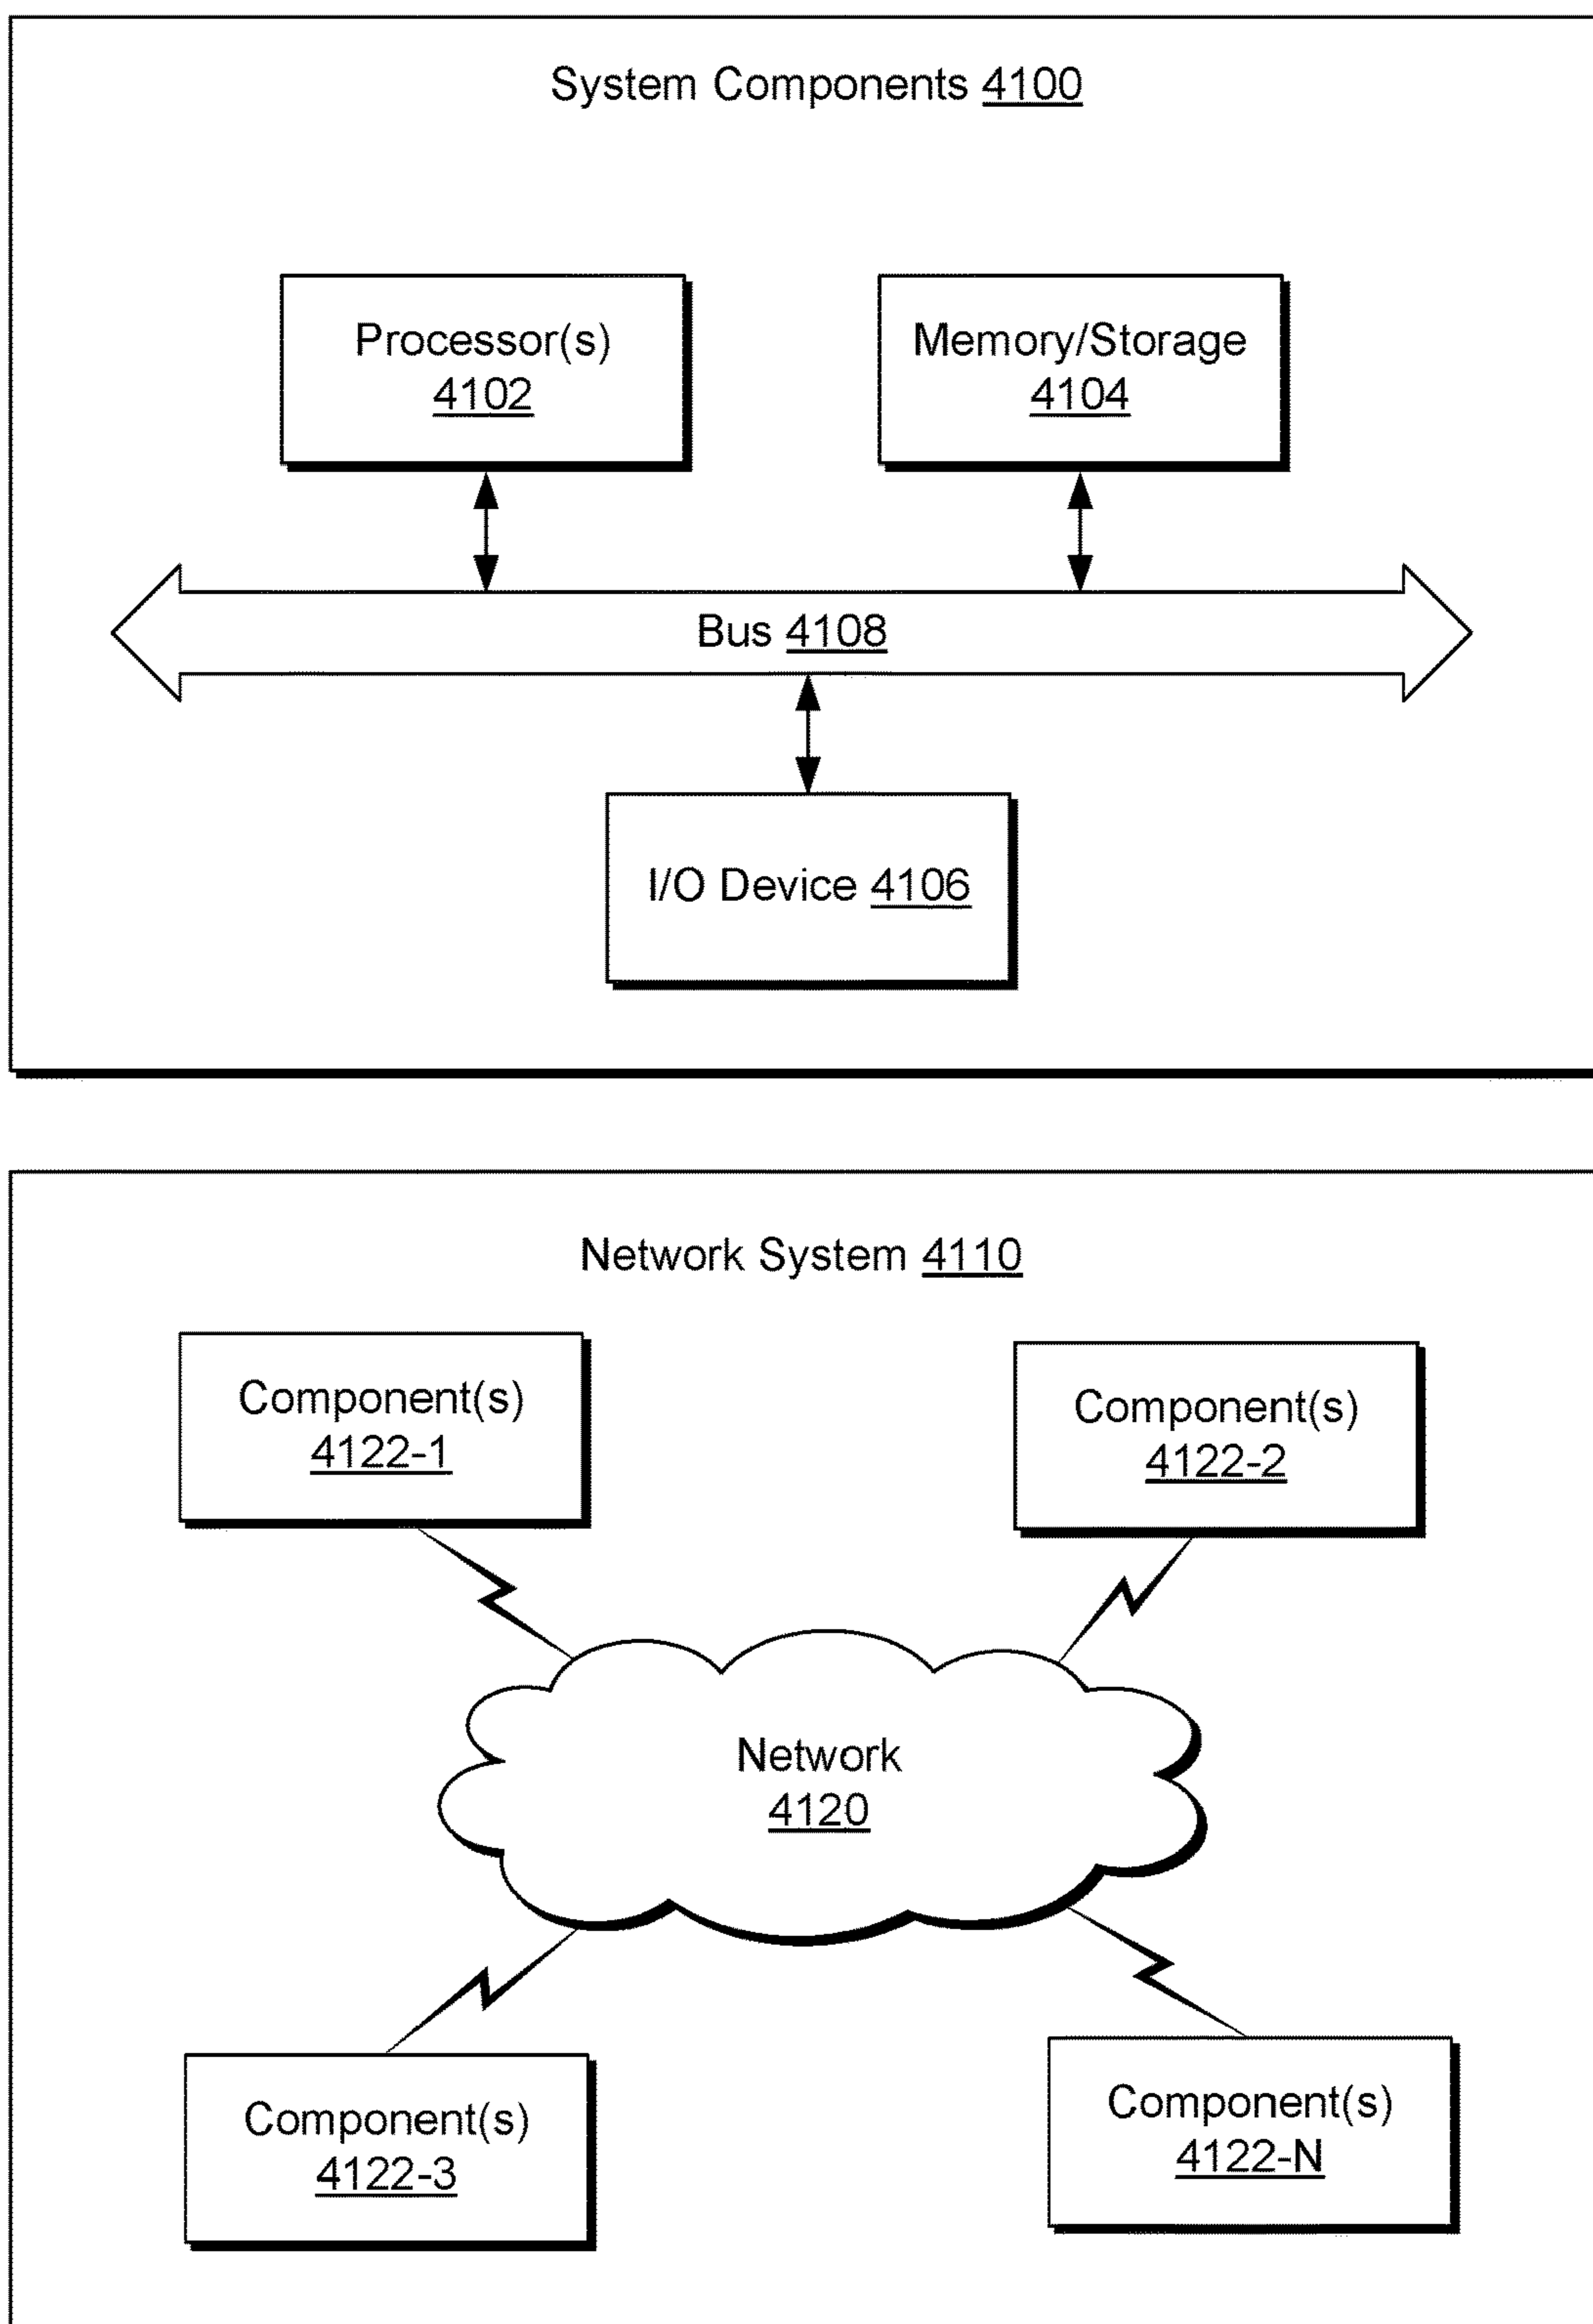 System Components 4100
Processor(s)
4102
Memory/Storage
4104
Bus 4108
I/O Device 4106
Network System 4110
Component(s)
4122-1
Component(s)
4122-2
Network
4120
Component(s)
4122-3
Component(s)
4122-N